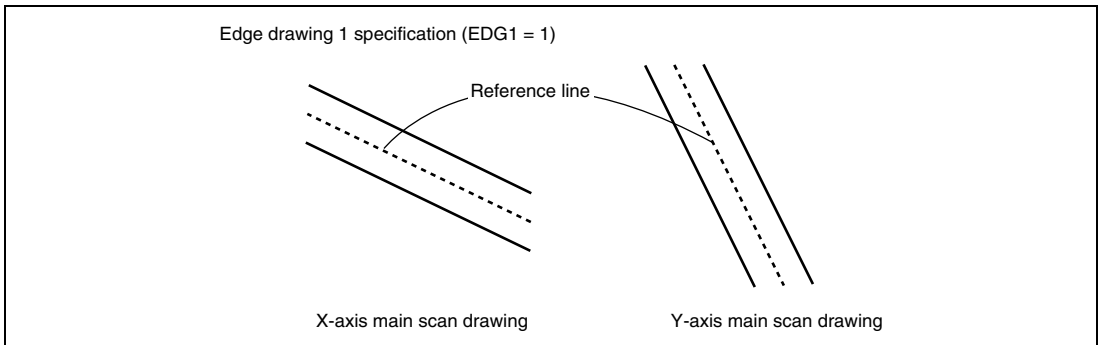 Edge drawing 1 specification (EDG1 = 1)
Reference line
X-axis main scan drawing
Y-axis main scan drawing